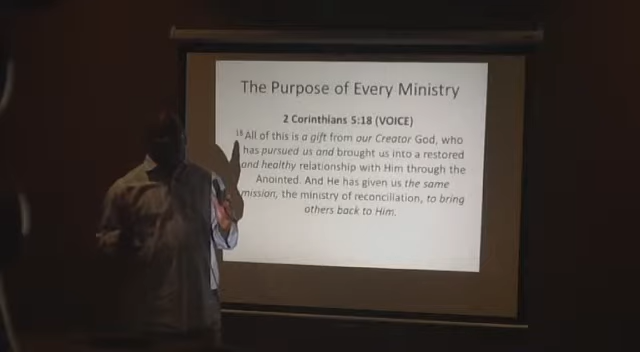 The Purpose of Every Ministry
2 Corinthians 5:18 (VOICE)
18 All of this is a gift from our Creator God, who
has pursued us and brought us into a restored
and healthy relationship with Him through the
Anointed. And He has given us the same
mission, the ministry of reconciliation, to bring
others back to Him.